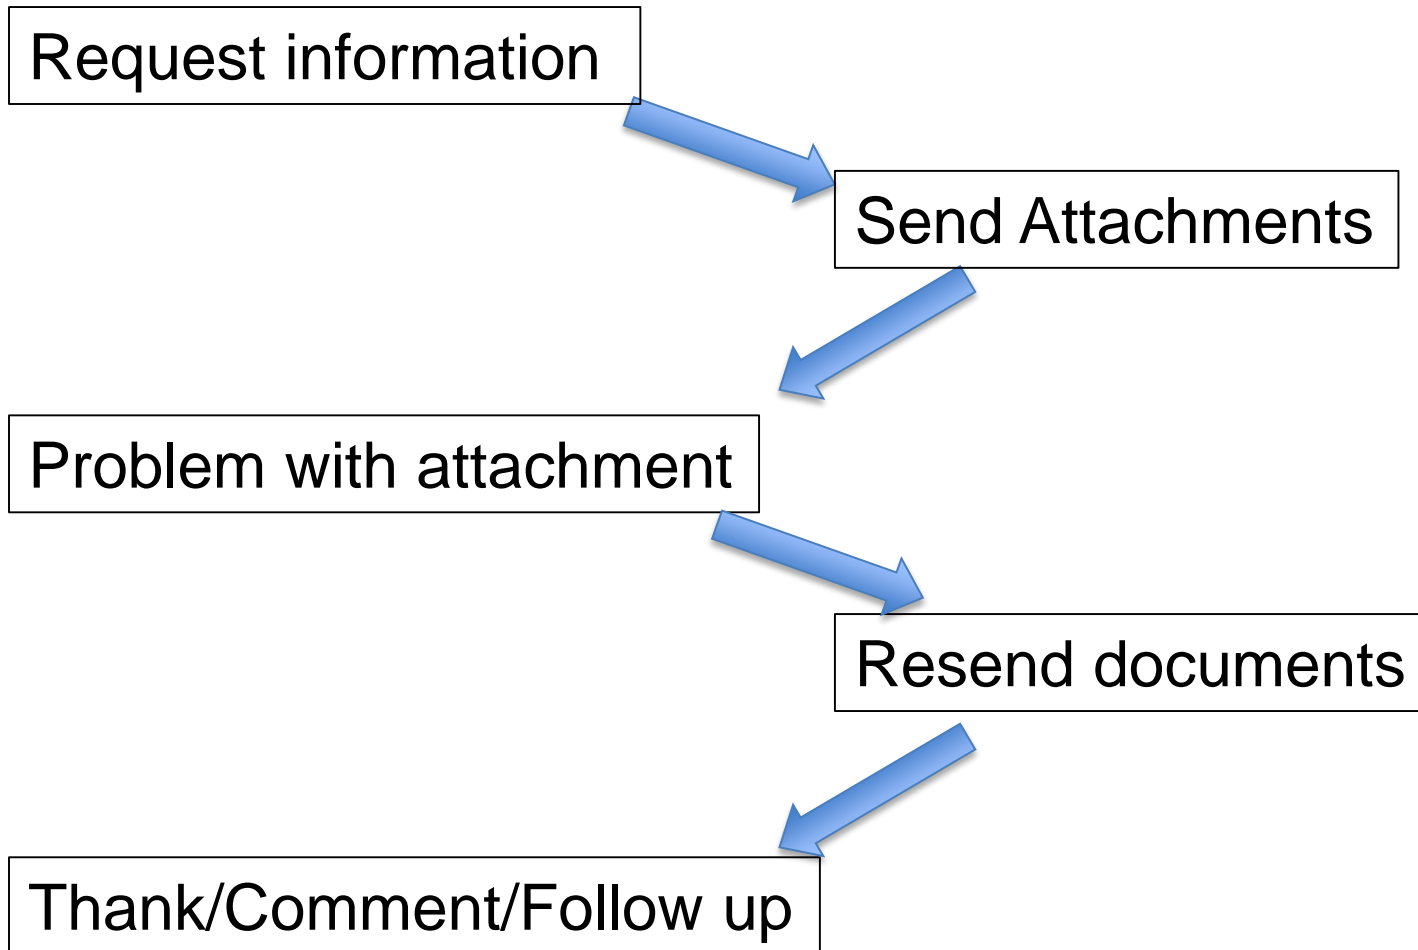 Request information
Send Attachments
Problem with attachment
Resend documents
Thank/Comment/Follow up